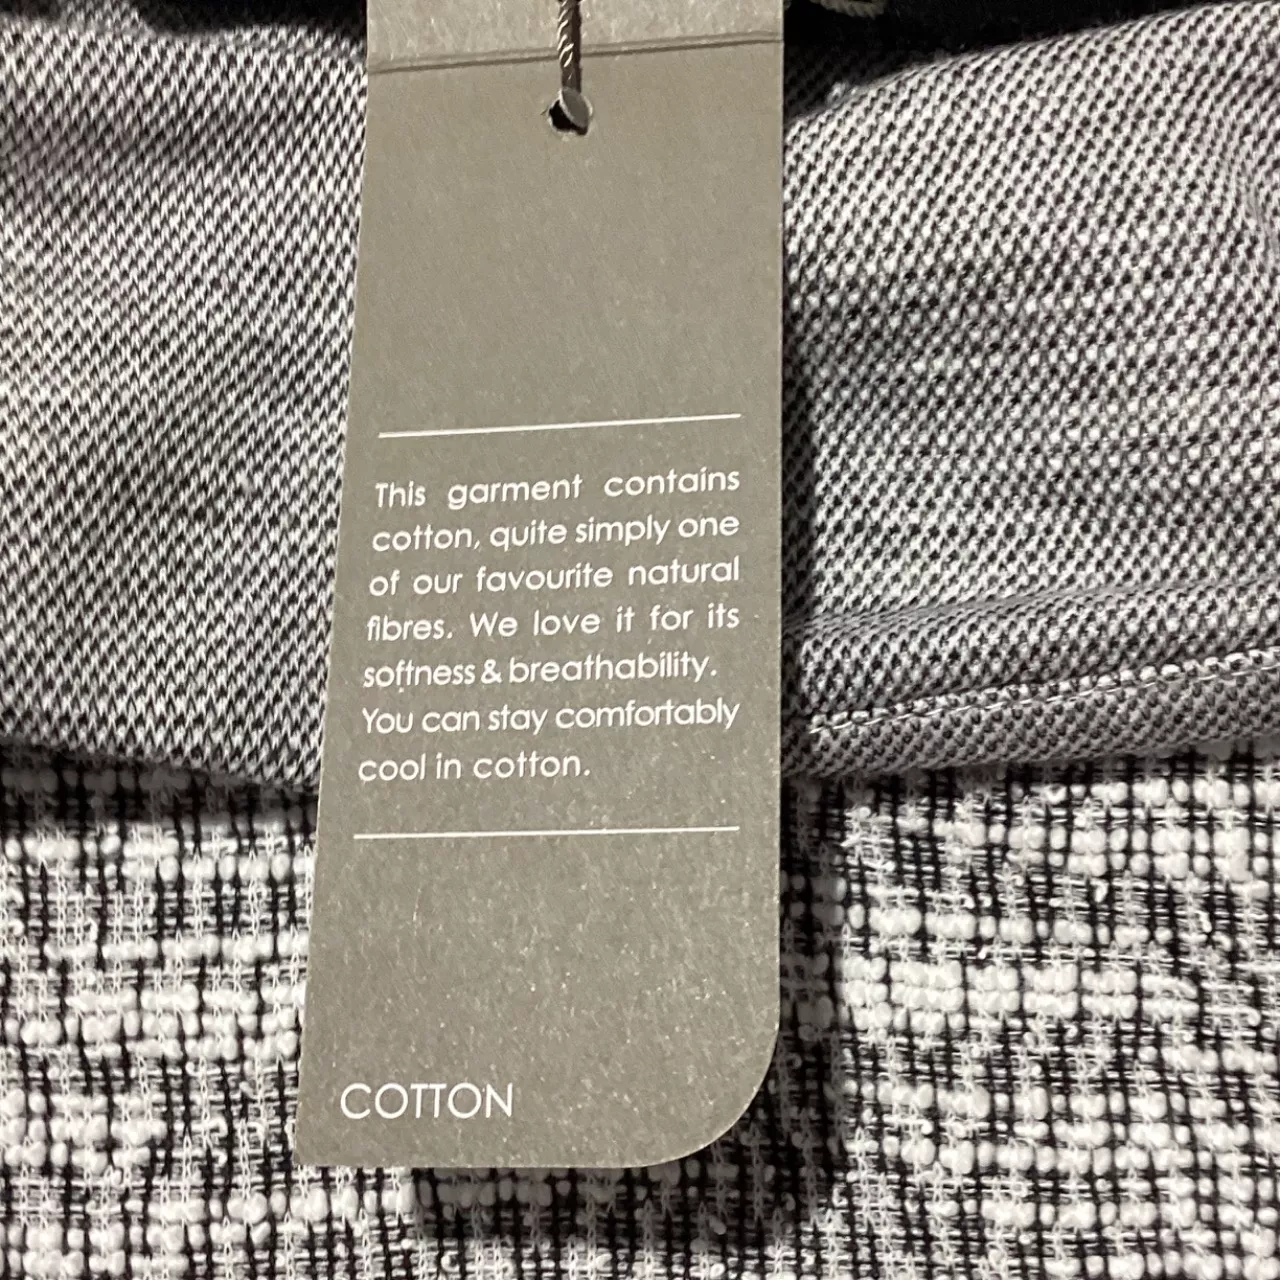 This garment contains
cotton, quite simply one
of our favourite natural
fibres. We love it for its
softness & breathability.
You can stay comfortably
cool in cotton.
COTTON